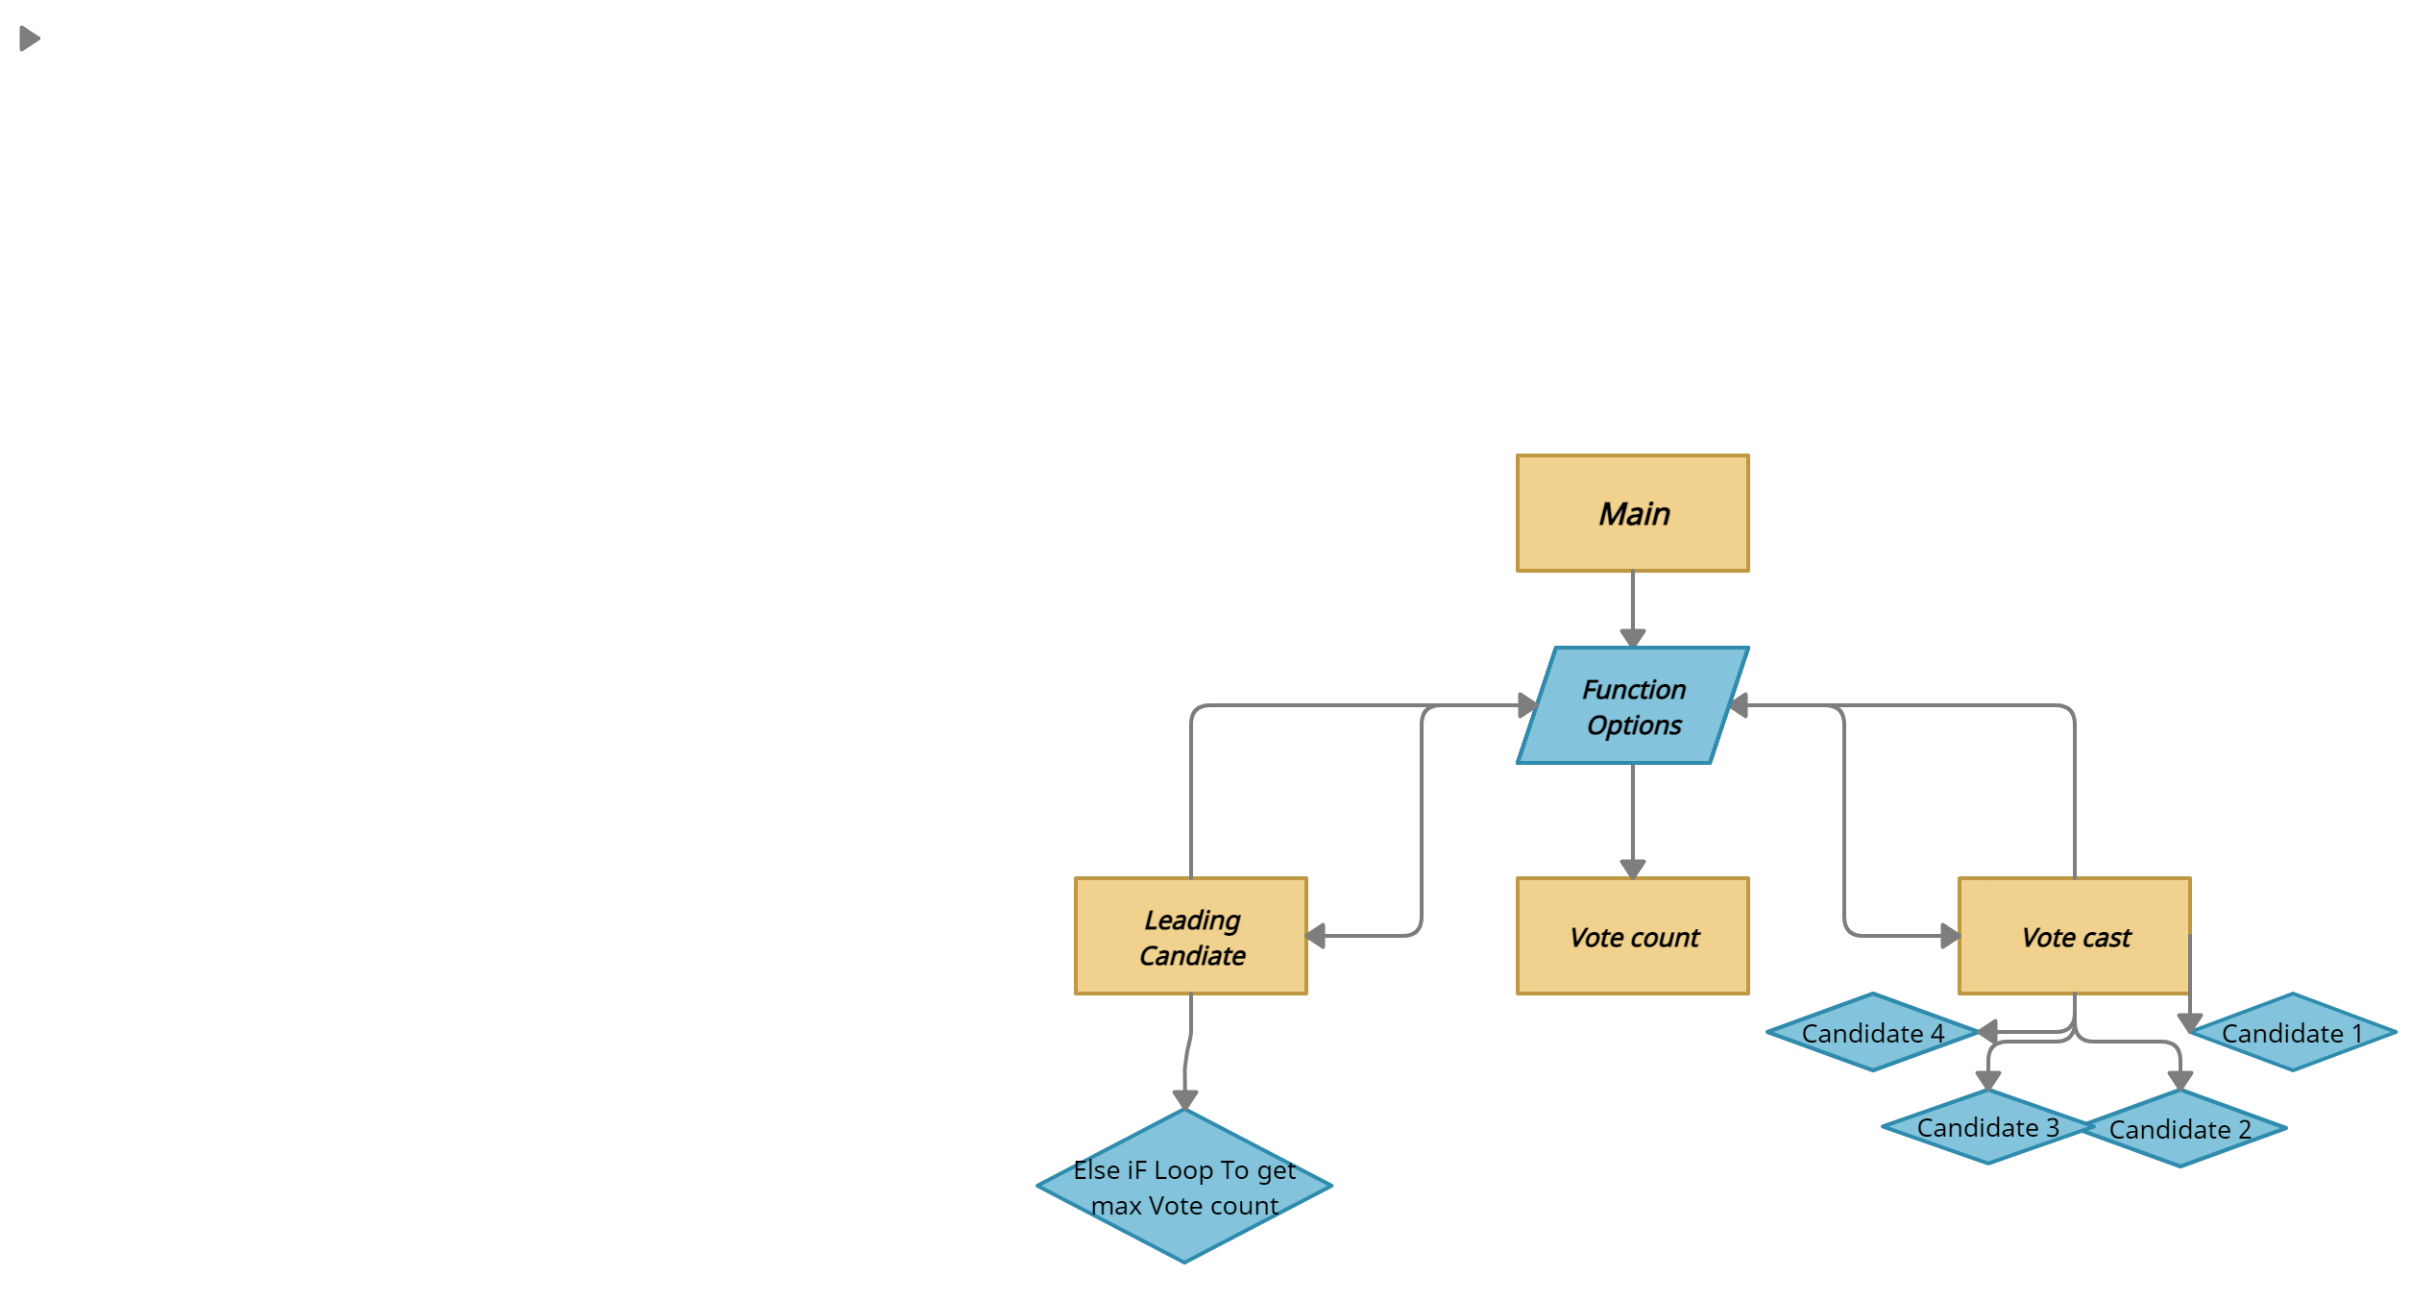 Main
Function
Options
Leading
Candiate
Vote count
Vote cast
Candidate 4
Candidate 1
Candidate 3
Candidate 2
Else iF Loop To get
max Vote count